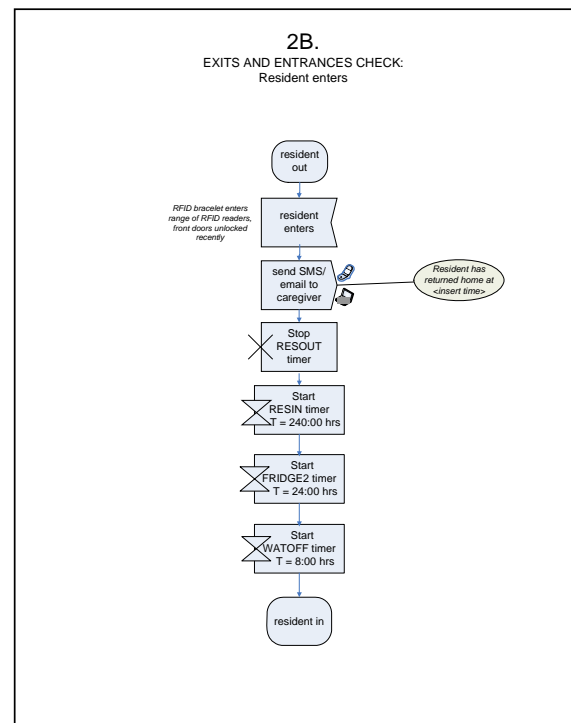 2B.
EXITS AND ENTRANCES CHECK:
Resident enters
resident
out
RFID bracelet enters
range of RFID readers,
front doors unlocked
recently
resident
enters
send SMS/
email to
caregiver
Resident has
returned home at
<insert time>
Stop
RESOUT
timer
Start
RESIN timer
T = 240:00 hrs
Start
FRIDGE2 timer
T = 24:00 hrs
Start
WATOFF timer
T = 8:00 hrs
resident in